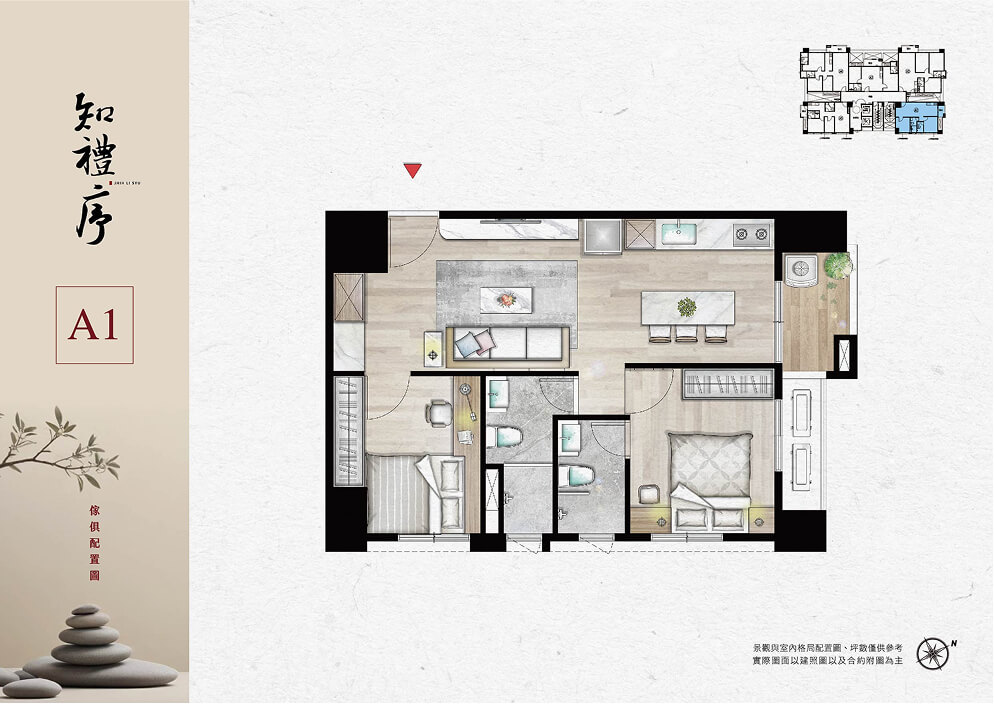 知禮序
JHIH LI SYU
A1
傢俱配置圖
景觀與室內格局配置圖、坪數僅供參考
實際圖面以建照圖以及合約附圖為主
N